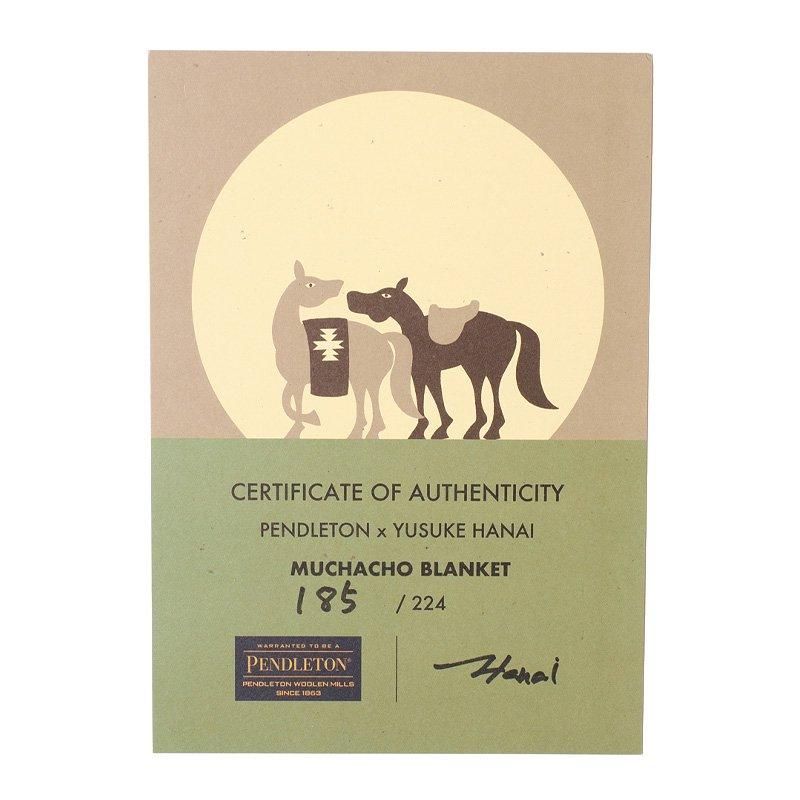 CERTIFICATE OF AUTHENTICITY
PENDLETON x YUSUKE HANAI
MUCHACHO BLANKET
185 / 224
WARRANTED TO BE A
PENDLETON®
PENDLETON WOOLEN MILLS
SINCE 1863
Hanai